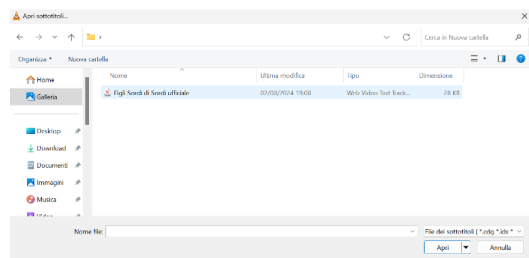 Apri sottotitoli...
Cerca in Nuova cartella
Organizza
Nuova cartella
Home
Galleria
Desktop
Download
Documenti
Immagini
Musica
Video
Nome
Ultima modifica
Tipo
Dimensione
Figli Sordi di Sordi ufficiale
02/08/2024 19:08
Web Video Text Track...
28 KB
Nome file:
File dei sottotitoli ( *.cdg *.idx *
Apri
Annulla